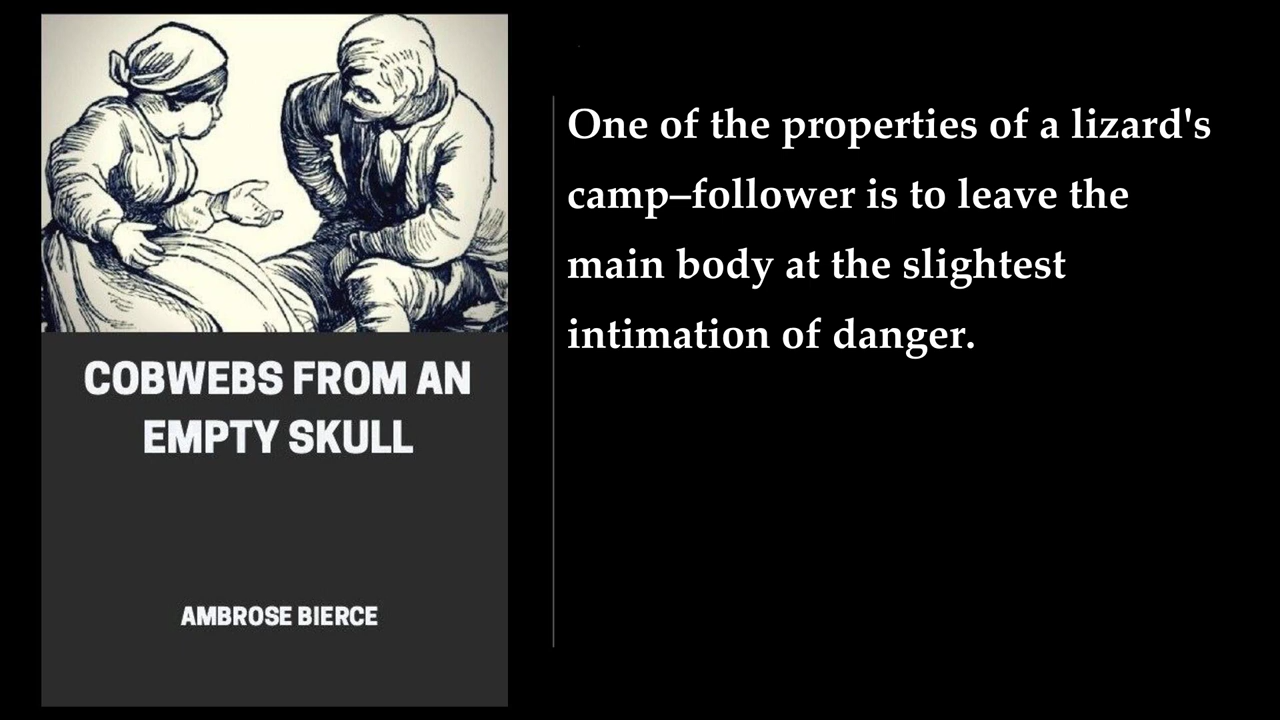 COBWEBS FROM AN
EMPTY SKULL
AMBROSE BIERCE
One of the properties of a lizard's
camp–follower is to leave the
main body at the slightest
intimation of danger.